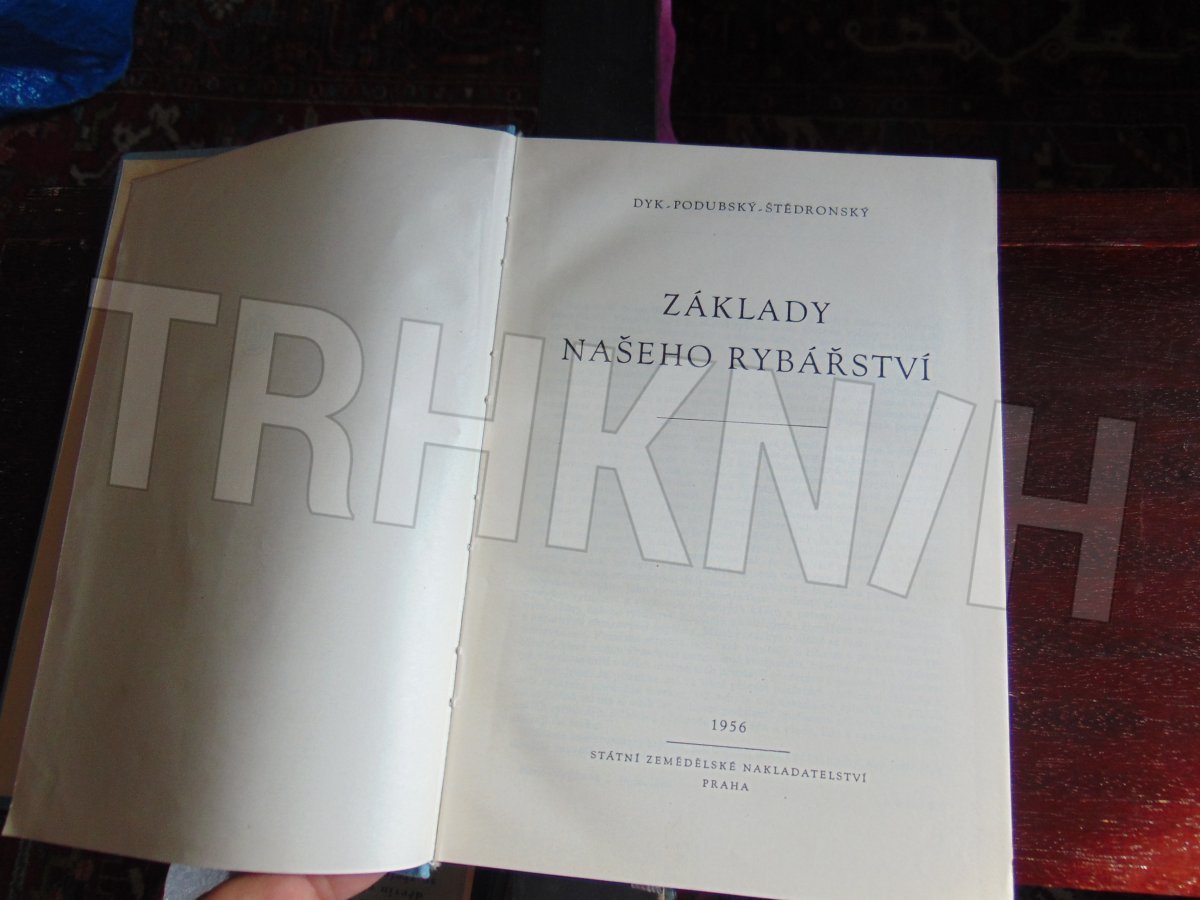 DYK-PODUBSKÝ-ŠTĚDRONSKÝ
ZÁKLADY
NAŠEHO RYBÁŘSTVÍ
TRHKNIH
1956
STÁTNÍ ZEMĚDĚLSKÉ NAKLADATELSTVÍ
PRAHA